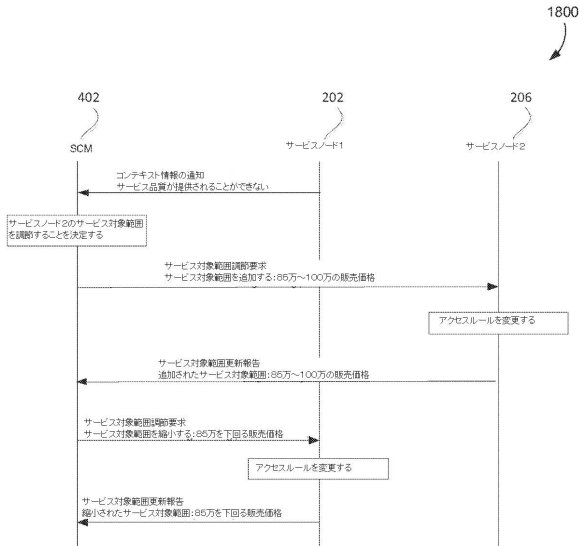 1800
402
202
206
SCM
サービスノード1
サービスノード2
コンテキスト情報の通知
サービス品質が提供されることができない
サービスノード2のサービス対象範囲
を調節することを決定する
サービス対象範囲調節要求
サービス対象範囲を追加する:85万～100万の販売価格
アクセスルールを変更する
サービス対象範囲更新報告
追加されたサービス対象範囲:85万～100万の販売価格
サービス対象範囲調節要求
サービス対象範囲を縮小する:85万を下回る販売価格
アクセスルールを変更する
サービス対象範囲更新報告
縮小されたサービス対象範囲:85万を下回る販売価格